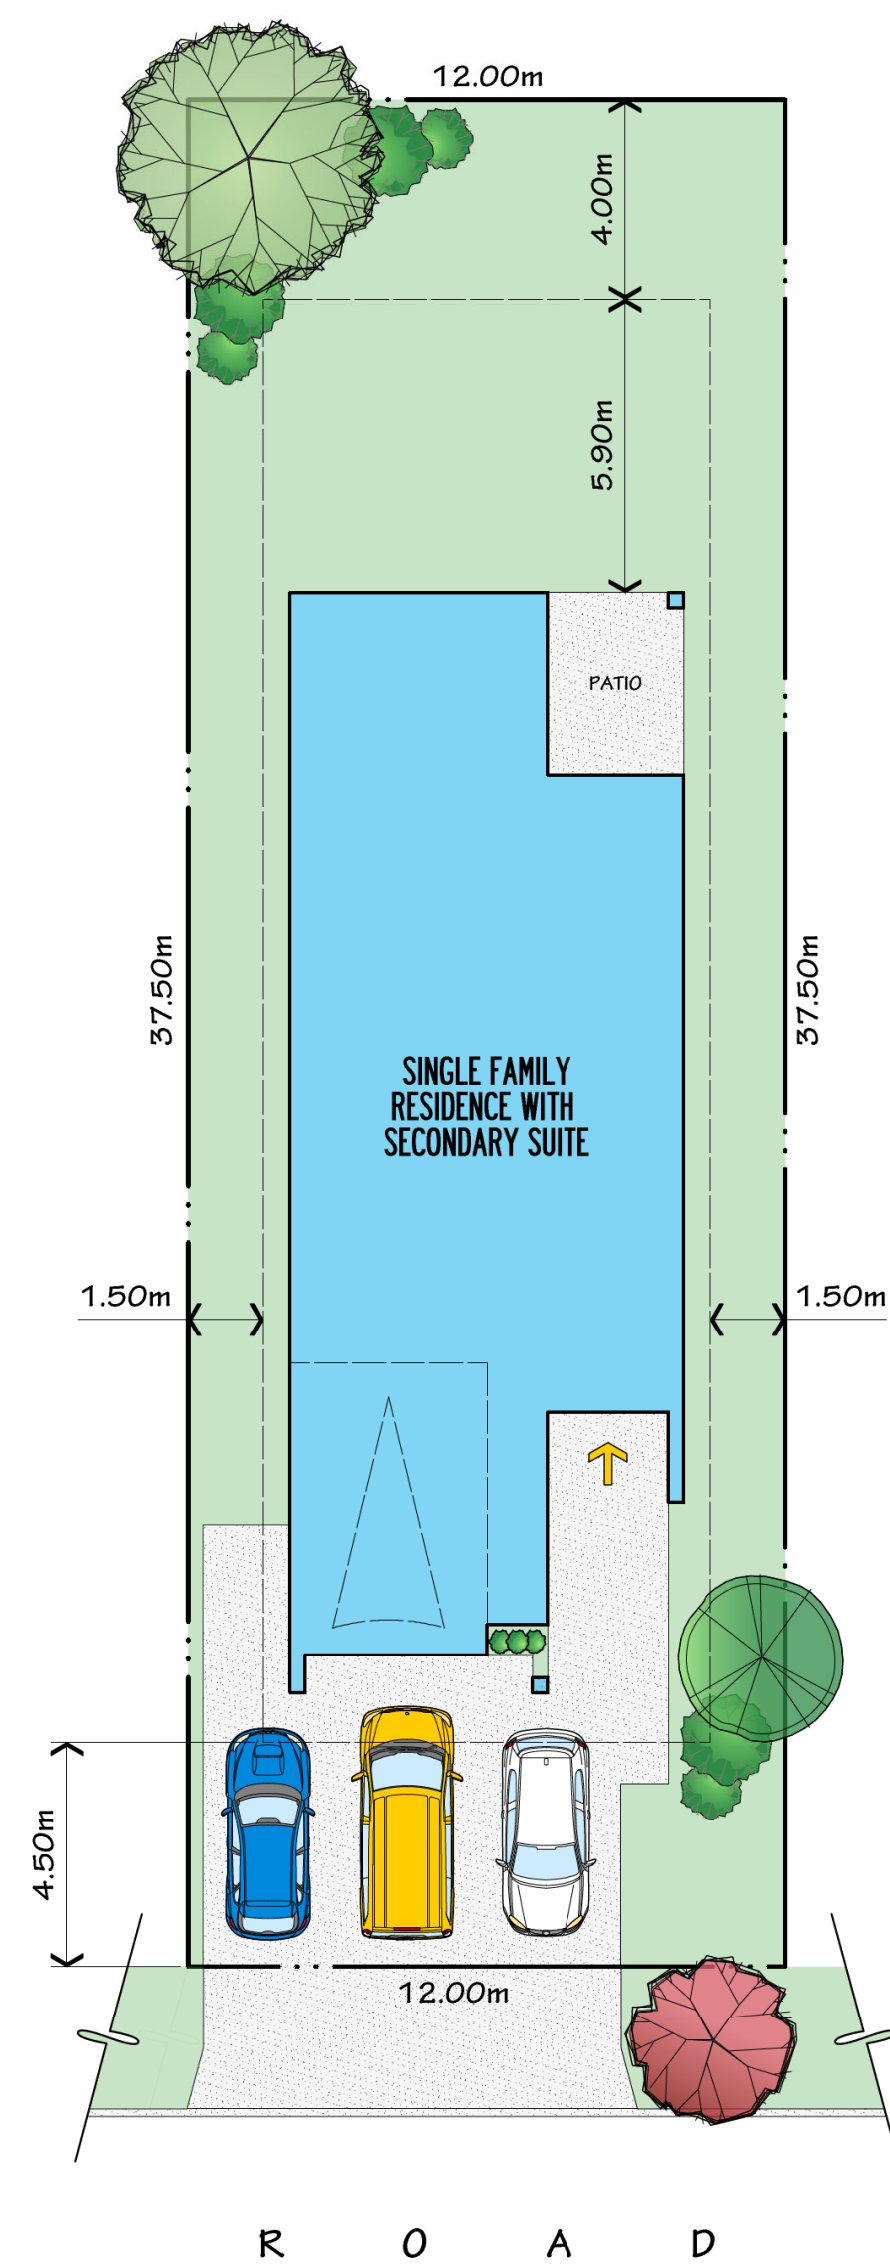 12.00m
4.00m
5.90m
PATIO
37.50m
37.50m
SINGLE FAMILY
RESIDENCE WITH
SECONDARY SUITE
1.50m
1.50m
4.50m
12.00m
R O A D